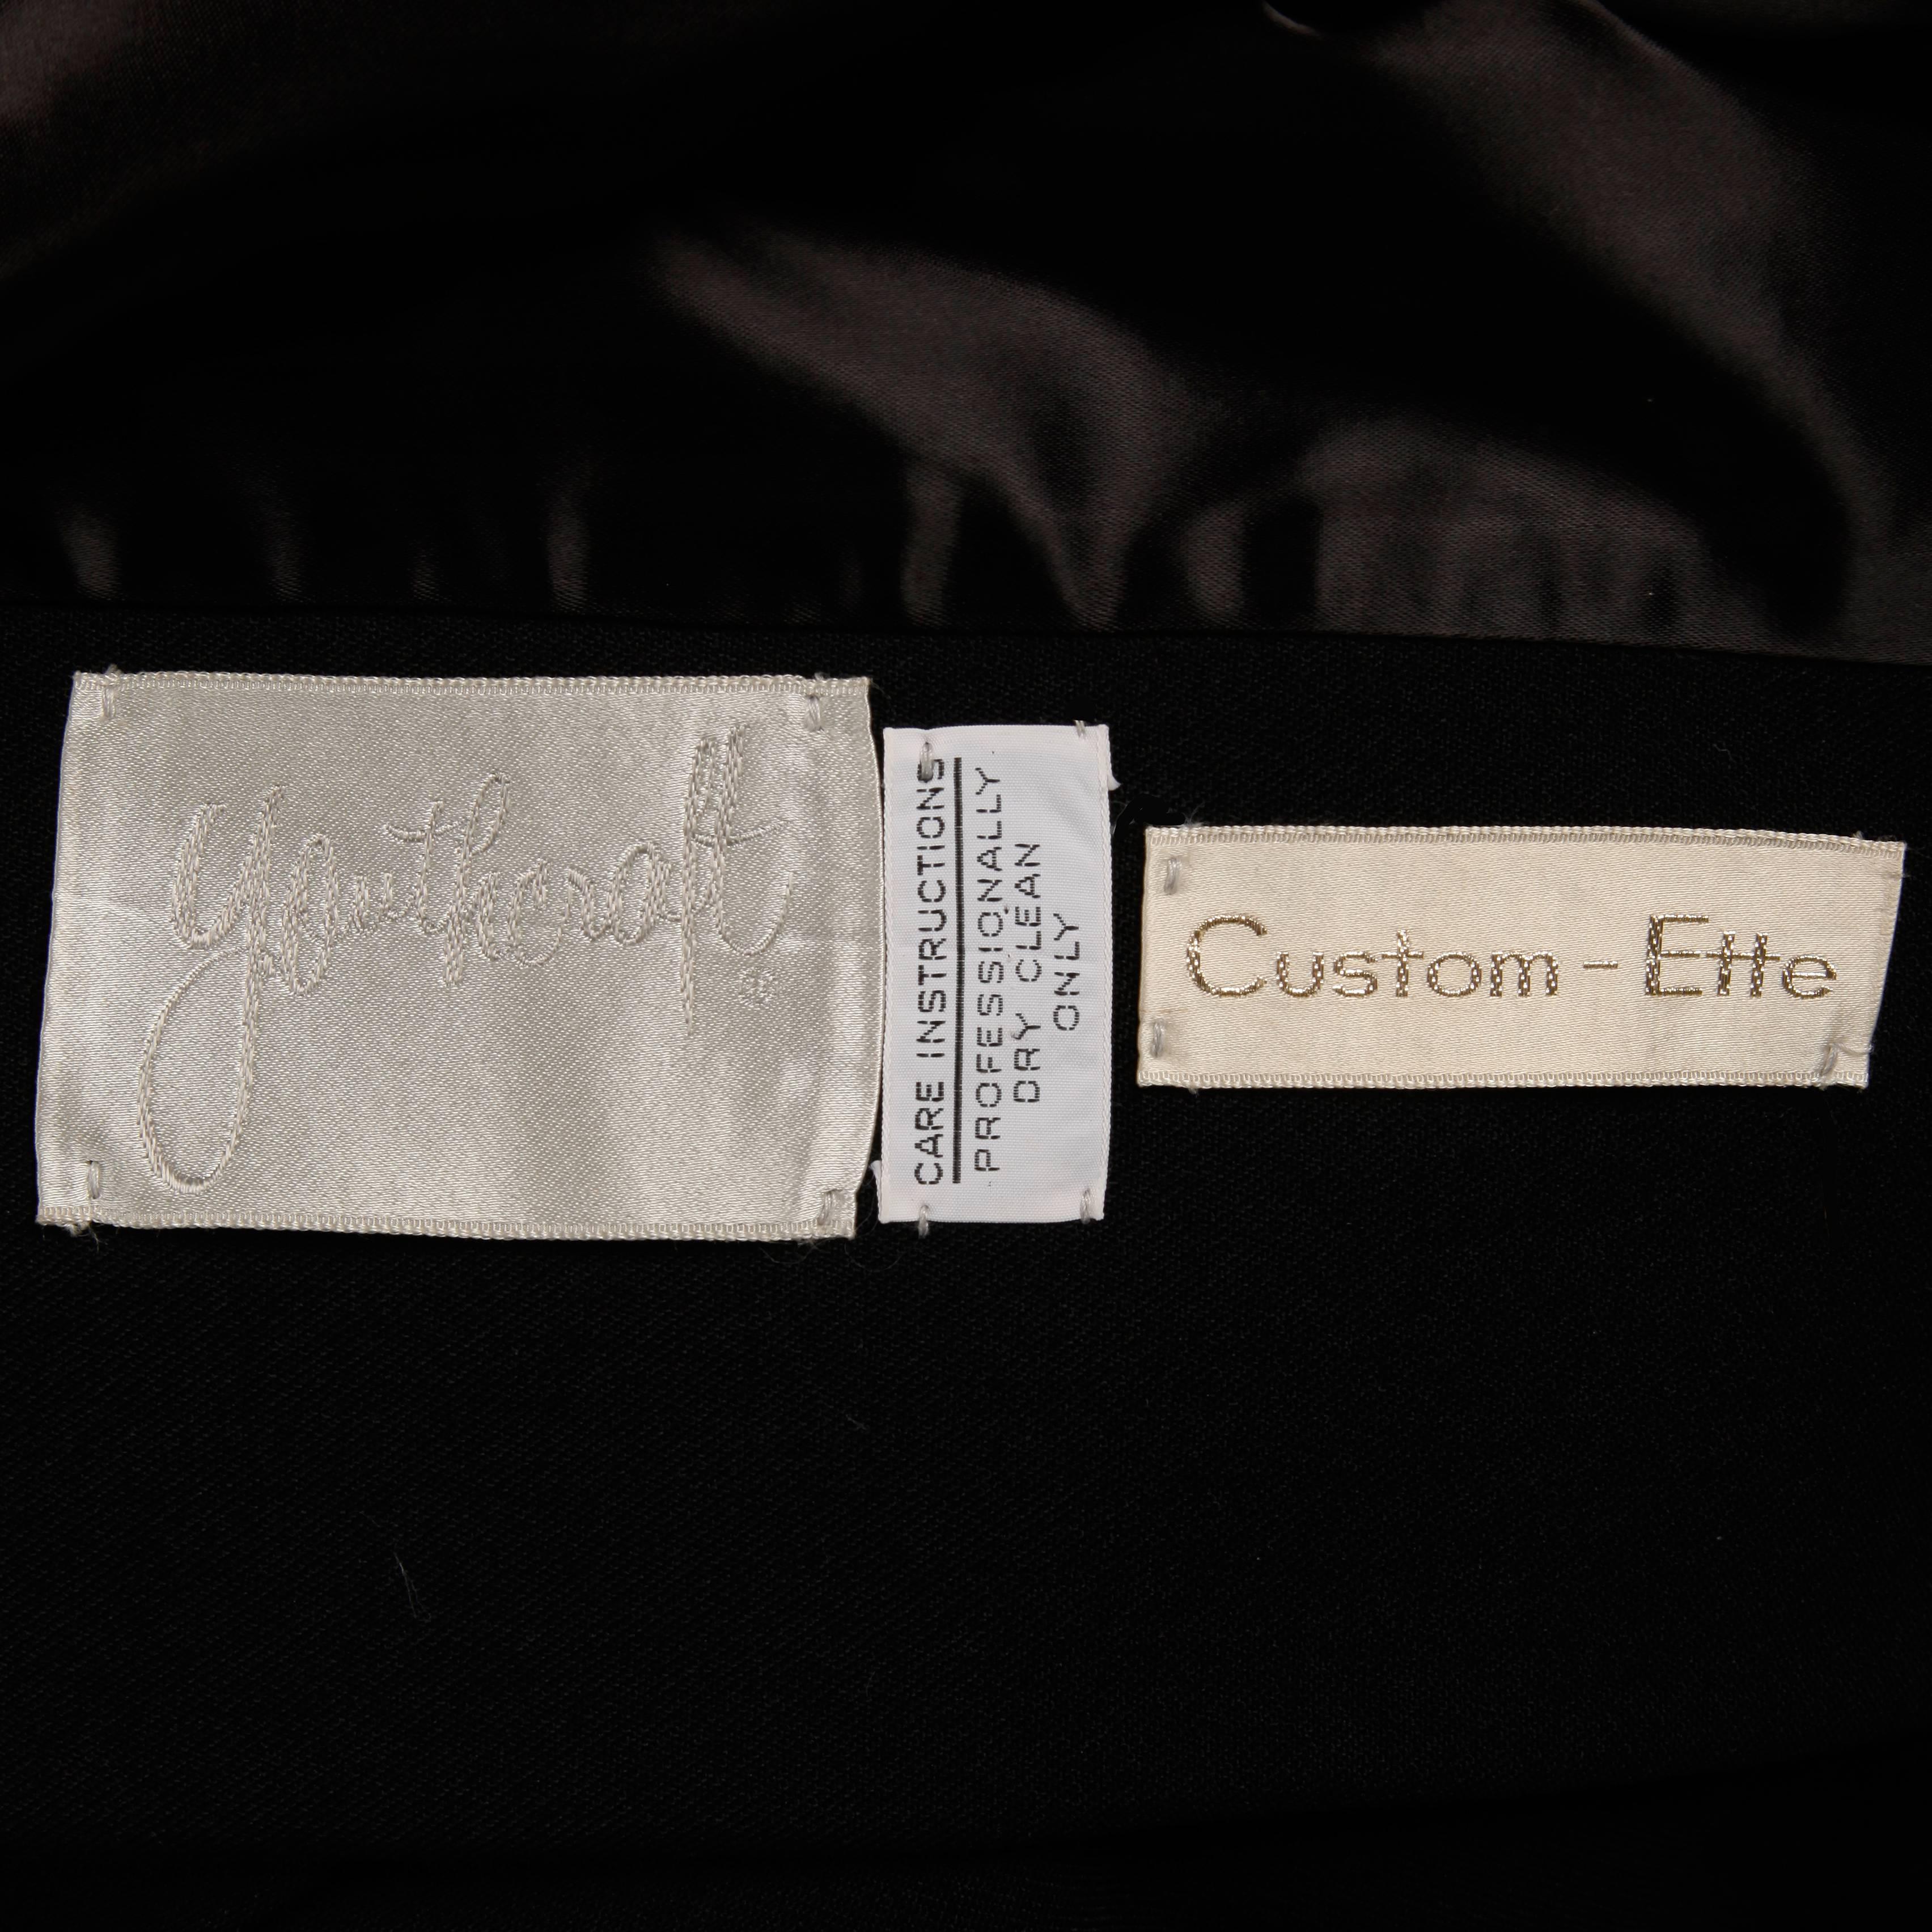 Youthcraft ®
CARE INSTRUCTIONS
PROFESSIONALLY
DRY CLEAN
ONLY
Custom-Ette